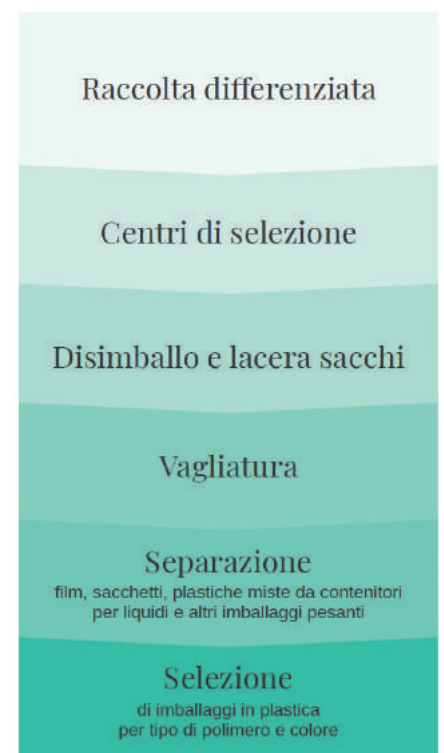 Raccolta differenziata
Centri di selezione
Disimballo e lacera sacchi
Vagliatura
Separazione
film, sacchetti, plastiche miste da contenitori
per liquidi e altri imballaggi pesanti
Selezione
di imballaggi in plastica
per tipo di polimero e colore